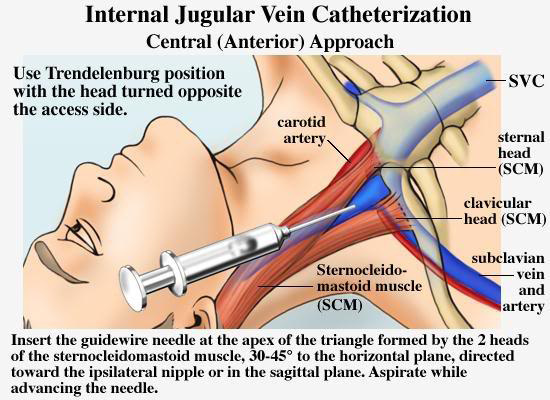 Internal Jugular Vein Catheterization
Central (Anterior) Approach
Use Trendelenburg position
with the head turned opposite
the access side.
SVC
carotid
artery
sternal
head
(SCM)
clavicular
head (SCM)
subclavian
vein
and
artery
Sternocleido-
mastoid muscle
(SCM)
Insert the guidewire needle at the apex of the triangle formed by the 2 heads
of the sternocleidomastoid muscle, 30-45° to the horizontal plane, directed
toward the ipsilateral nipple or in the sagittal plane. Aspirate while
advancing the needle.